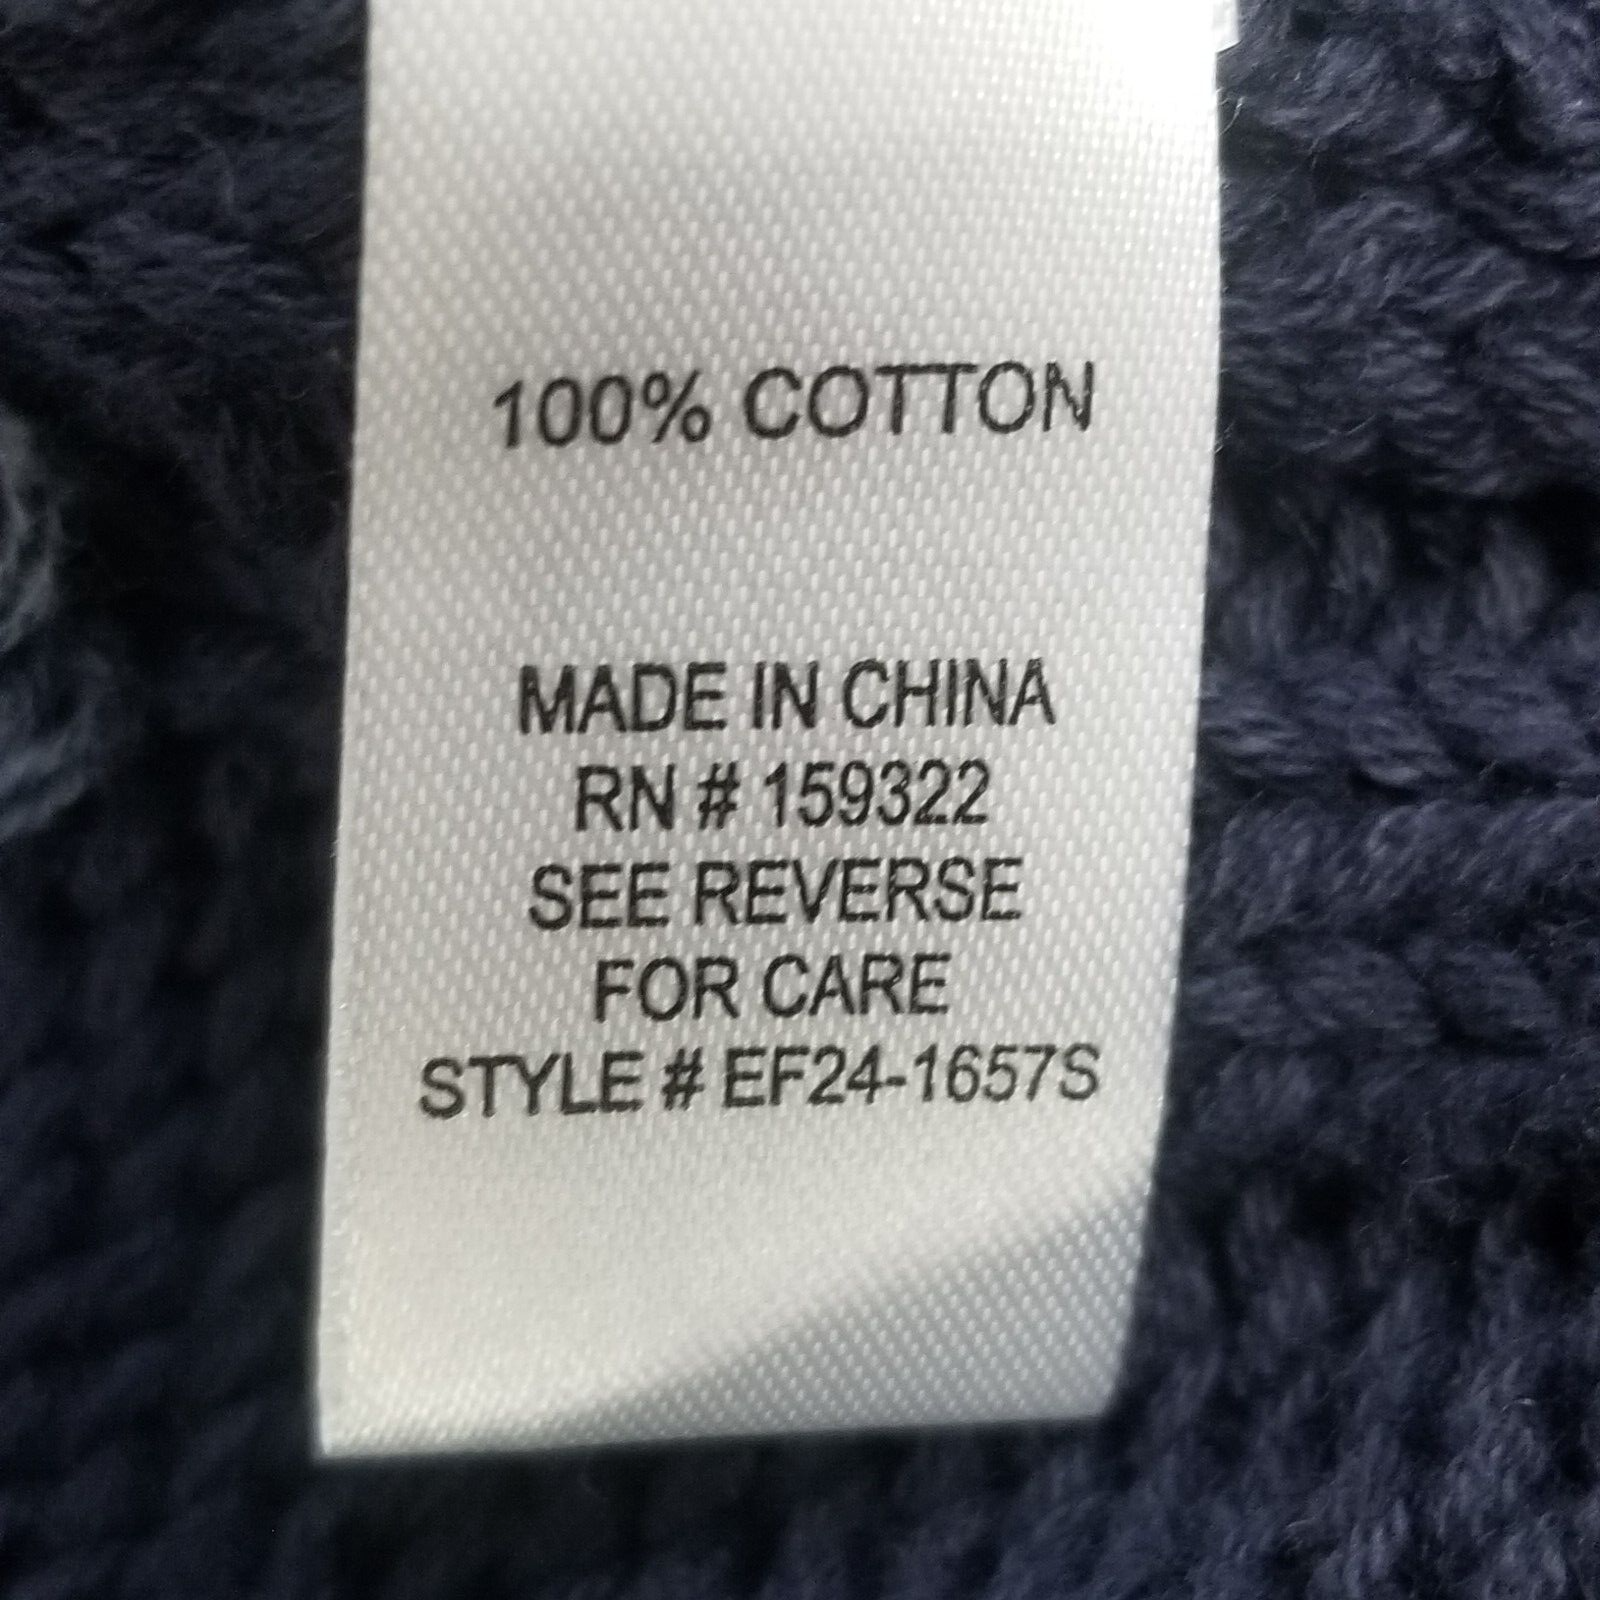 100% COTTON
MADE IN CHINA
RN # 159322
SEE REVERSE
FOR CARE
STYLE # EF24-1657S